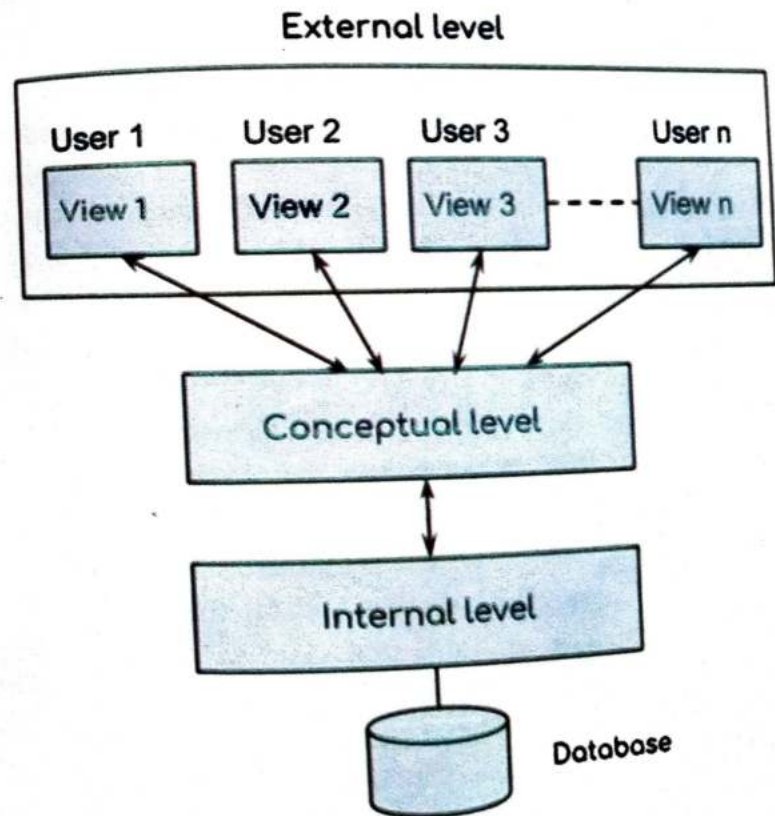 External level
User 1 User 2 User 3 User n
View 1 View 2 View 3 View n
Conceptual level
Internal level
Database